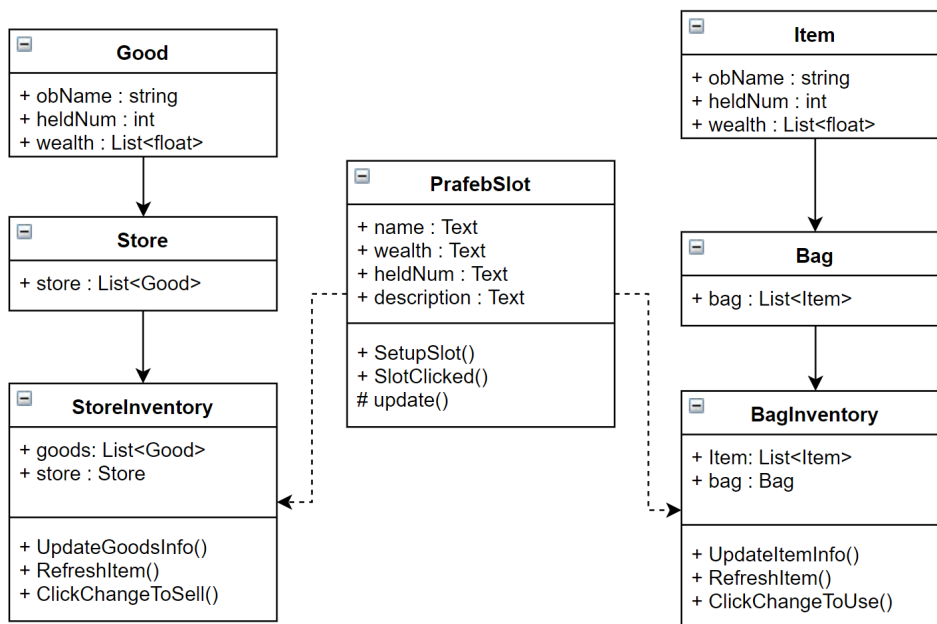 Good
+ obName : string
+ heldNum : int
+ wealth : List<float>
Store
+ store : List<Good>
StoreInventory
+ goods: List<Good>
+ store : Store
+ UpdateGoodsInfo()
+ RefreshItem()
+ ClickChangeToSell()
PrafebSlot
+ name : Text
+ wealth : Text
+ heldNum : Text
+ description : Text
+ SetupSlot()
+ SlotClicked()
# update()
Item
+ obName : string
+ heldNum : int
+ wealth : List<float>
Bag
+ bag : List<Item>
BagInventory
+ Item: List<Item>
+ bag : Bag
+ UpdateItemInfo()
+ RefreshItem()
+ ClickChangeToUse()